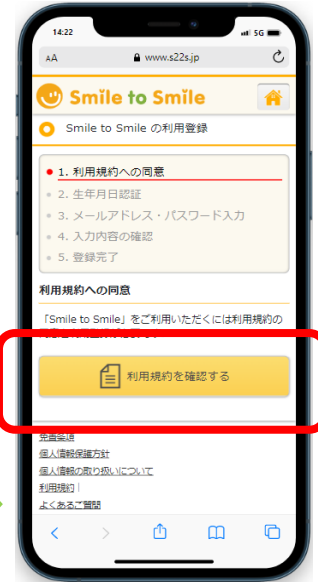 14:22
5G
AA
www.s22s.jp
Smile to Smile
Smile to Smile の利用登録
1. 利用規約への同意
2. 生年月日認証
3. メールアドレス・パスワード入力
4. 入力内容の確認
5. 登録完了
利用規約への同意
「Smile to Smile」をご利用いただくには利用規約の
利用規約を確認する
免責事項
個人情報保護方針
個人情報の取り扱いについて
利用規約|
よくあるご質問